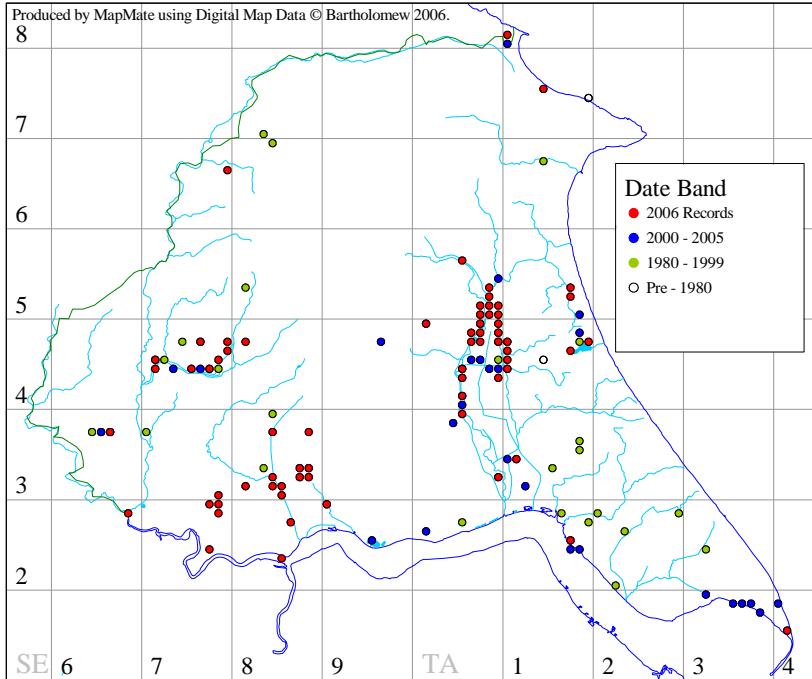 Produced by MapMate using Digital Map Data © Bartholomew 2006.
8
7
6
5
4
3
2
Date Band
2006 Records
2000 - 2005
1980 - 1999
Pre - 1980
SE 6 7 8 9 TA 1 2 3 4